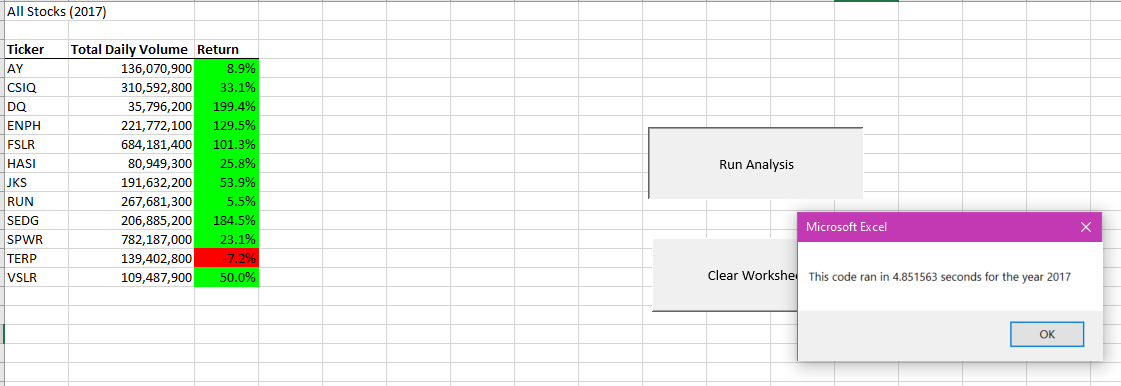 All Stocks (2017)
Ticker Total Daily Volume Return
AY 136,070,900 8.9%
CSIQ 310,592,800 33.1%
DQ 35,796,200 199.4%
ENPH 221,772,100 129.5%
FSLR 684,181,400 101.3%
HASI 80,949,300 25.8%
JKS 191,632,200 53.9%
RUN 267,681,300 5.5%
SEDG 206,885,200 184.5%
SPWR 782,187,000 23.1%
TERP 139,402,800 -7.2%
VSLR 109,487,900 50.0%
Run Analysis
Clear Workshee
Microsoft Excel
This code ran in 4.851563 seconds for the year 2017
OK